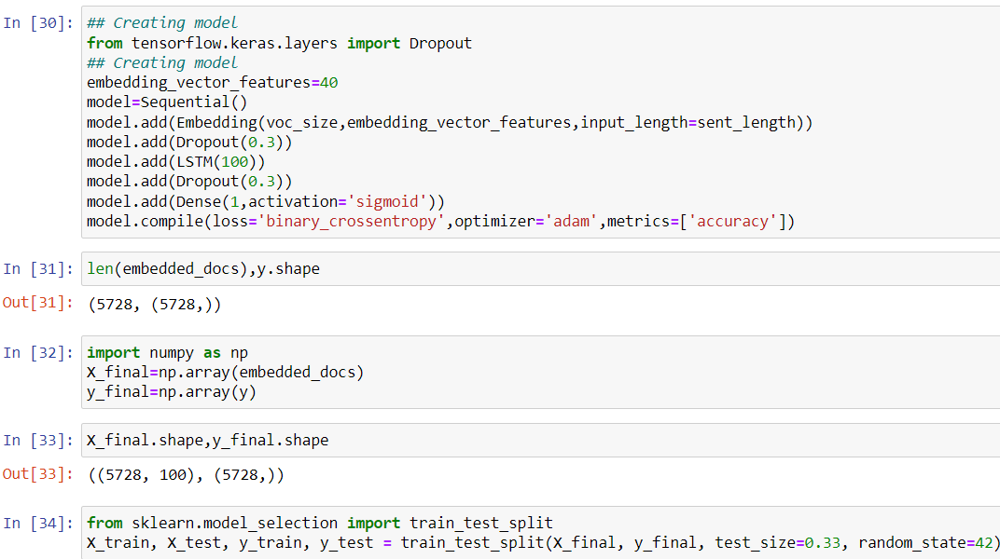 In [30]: ## Creating model
from tensorflow.keras.layers import Dropout
## Creating model
embedding_vector_features=40
model=Sequential()
model.add(Embedding(voc_size,embedding_vector_features,input_length=sent_length))
model.add(Dropout(0.3))
model.add(LSTM(100))
model.add(Dropout(0.3))
model.add(Dense(1,activation='sigmoid'))
model.compile(loss='binary_crossentropy',optimizer='adam',metrics=['accuracy'])
In [31]: len(embedded_docs),y.shape
Out[31]: (5728, (5728,))
In [32]: import numpy as np
X_final=np.array(embedded_docs)
y_final=np.array(y)
In [33]: X_final.shape,y_final.shape
Out[33]: ((5728, 100), (5728,))
In [34]: from sklearn.model_selection import train_test_split
X_train, X_test, y_train, y_test = train_test_split(X_final, y_final, test_size=0.33, random_state=42)